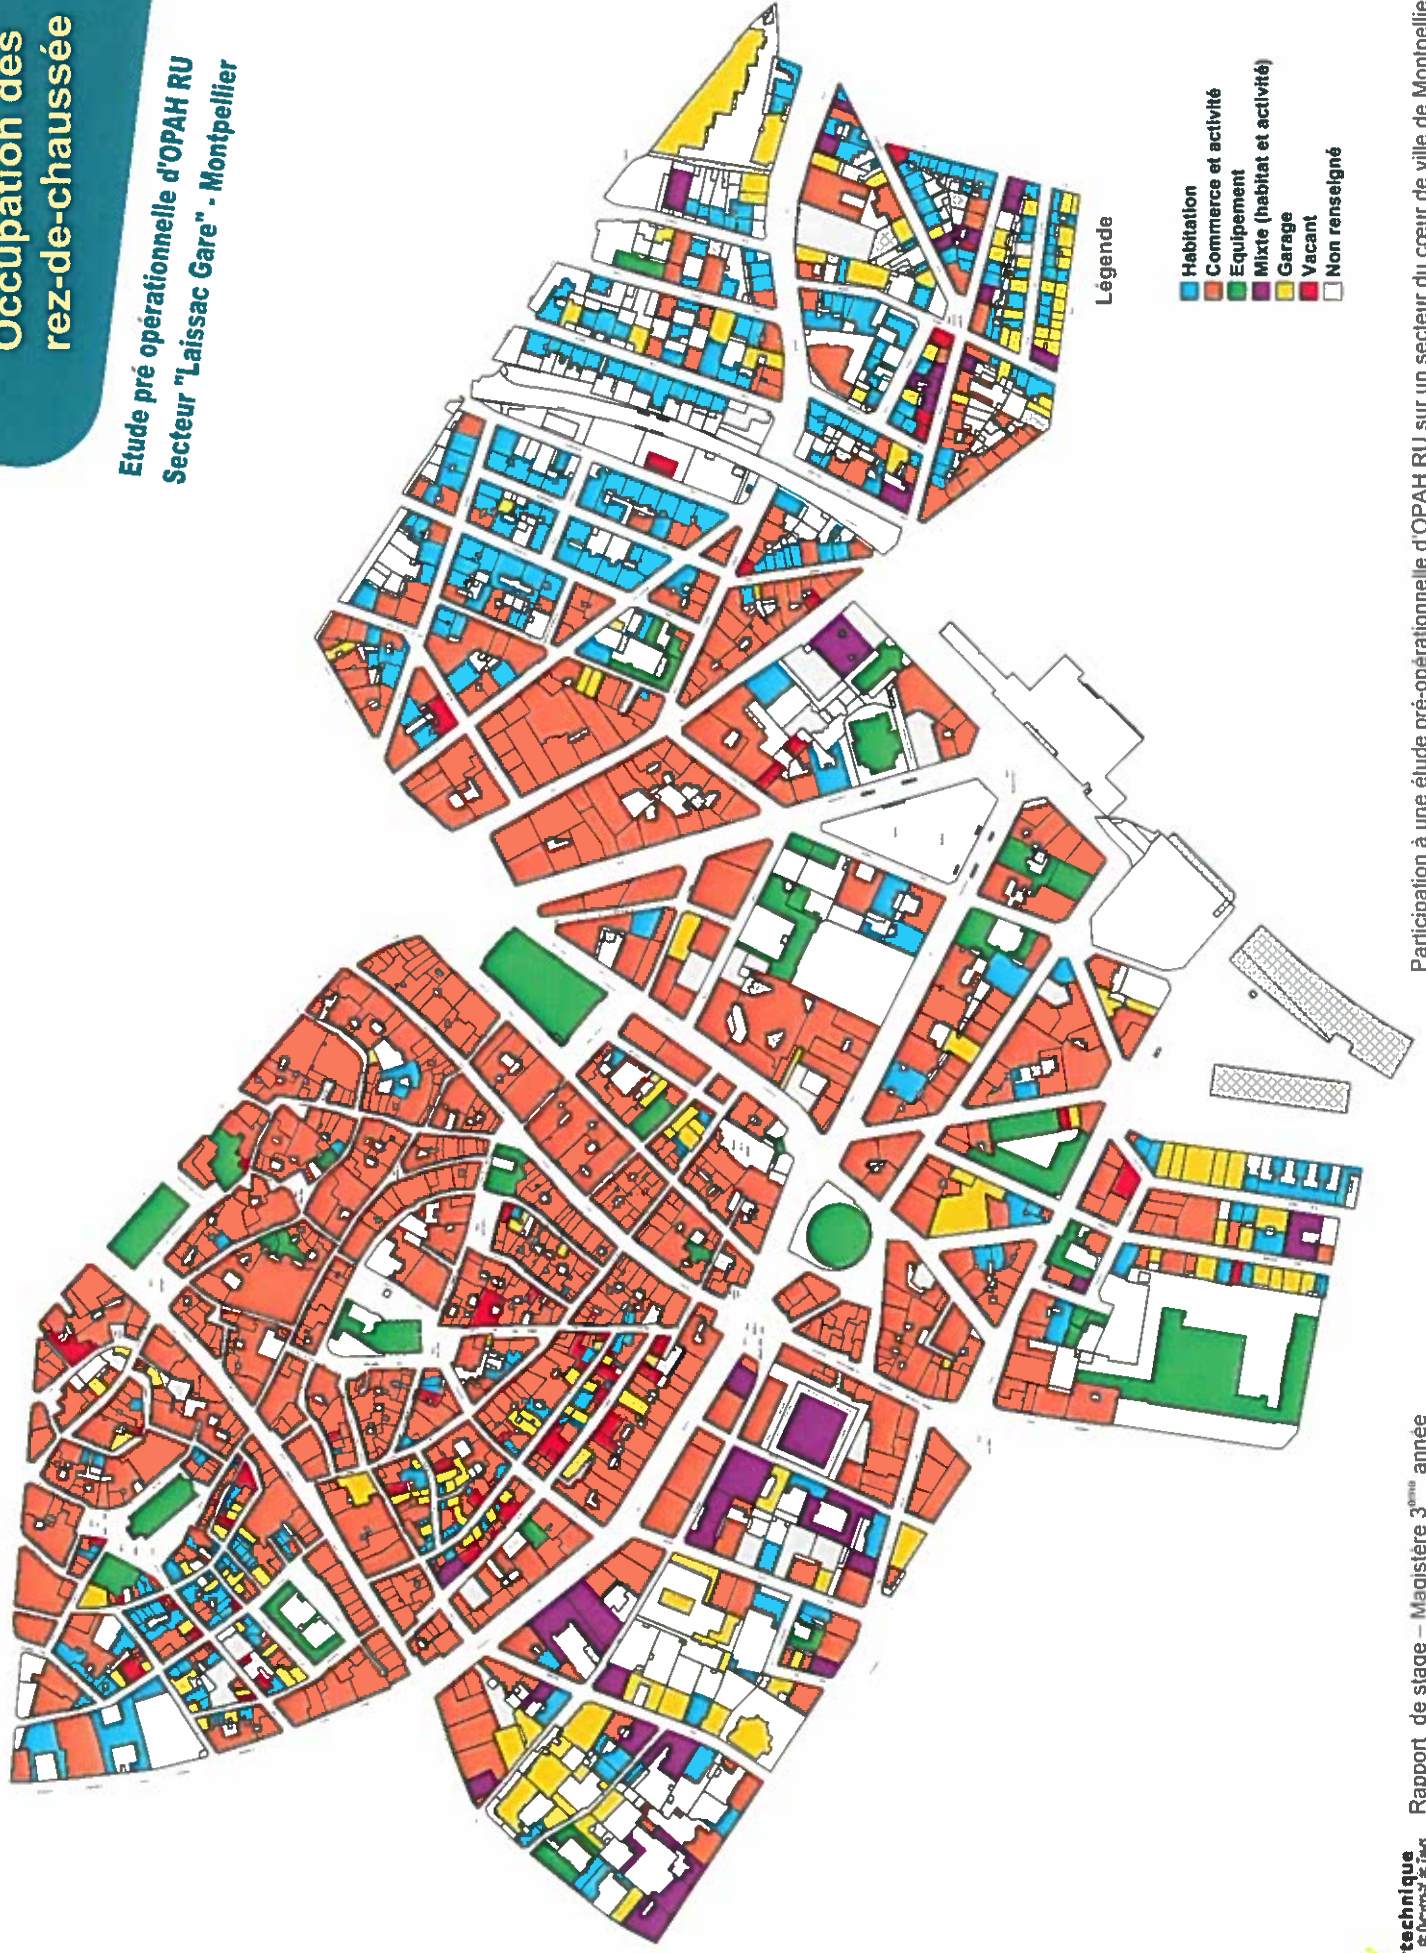 Occupation des
rez-de-chaussée
Etude pré opérationnelle d'OPAH RU
Secteur "Laissac Gare" - Montpellier
Légende
Habitation
Commerce et activité
Equipement
Mixte (habitat et activité)
Garage
Vacant
Non renseigné
Participation à une étude pré-opérationnelle d'OPAH RU sur un secteur du cœur de ville de Montpellier
Rapport de stage – Magistère 3ème année
technique